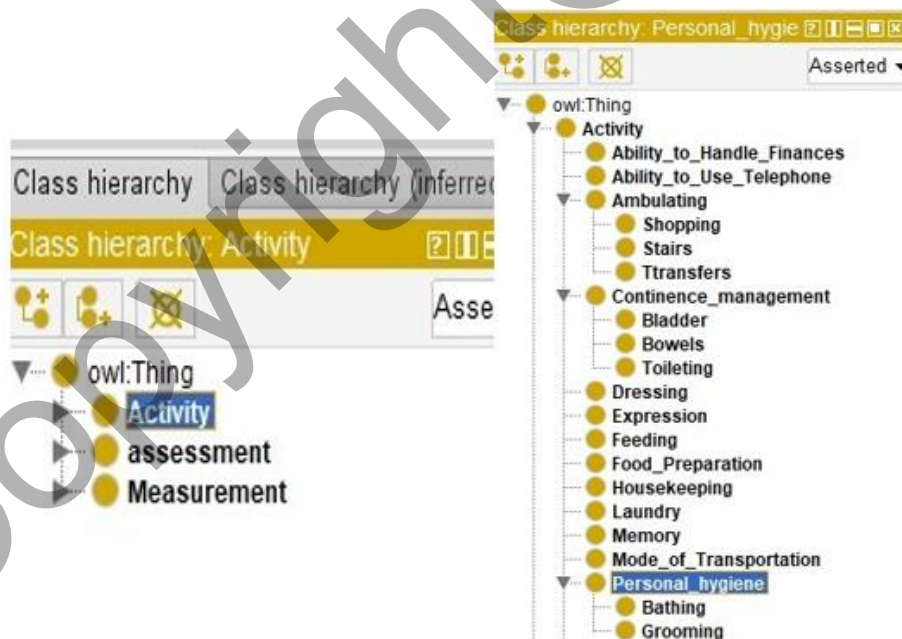 Class hierarchy Class hierarchy (inferred
Class hierarchy: Activity
Asse
owl:Thing
Activity
assessment
Measurement
Class hierarchy: Personal_hygie
Asserted
owl:Thing
Activity
Ability_to_Handle_Finances
Ability_to_Use_Telephone
Ambulating
Shopping
Stairs
Ttransfers
Continence_management
Bladder
Bowels
Toileting
Dressing
Expression
Feeding
Food_Preparation
Housekeeping
Laundry
Memory
Mode_of_Transportation
Personal_hygiene
Bathing
Grooming
copyright